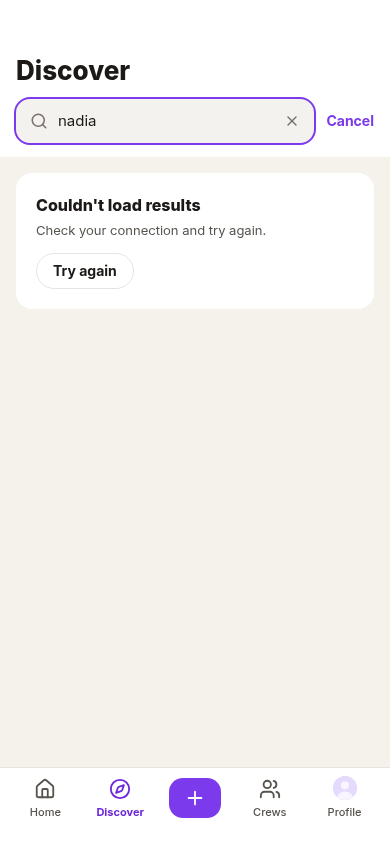 Discover
nadia
Cancel
Couldn't load results
Check your connection and try again.
Try again
Home
Discover
Crews
Profile